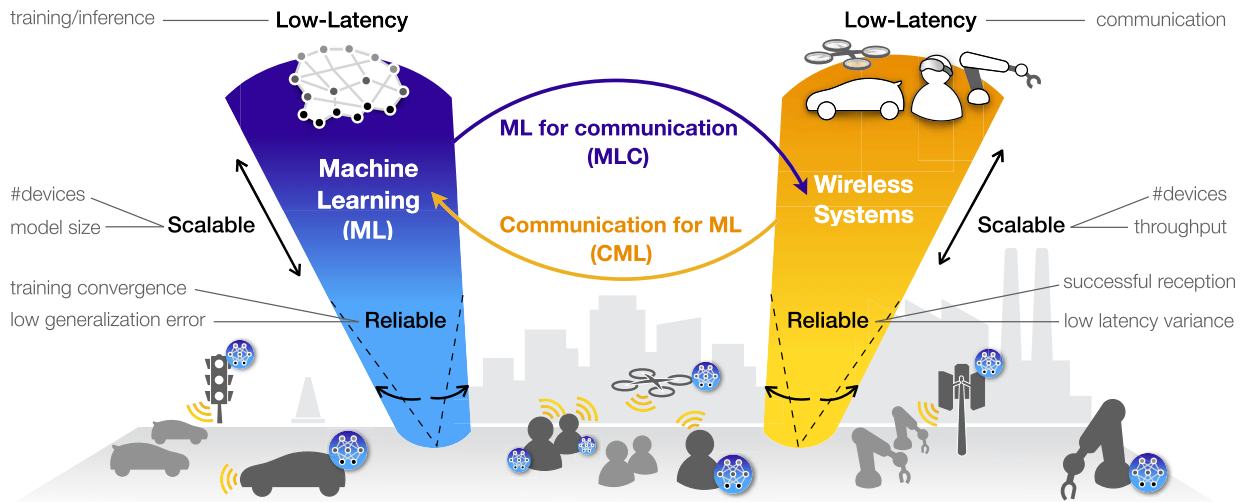 training/inference
Low-Latency
Low-Latency
communication
ML for communication
(MLC)
Machine
Learning
(ML)
Wireless
Systems
#devices
model size
Scalable
Communication for ML
(CML)
Scalable
#devices
throughput
training convergence
low generalization error
Reliable
Reliable
successful reception
low latency variance